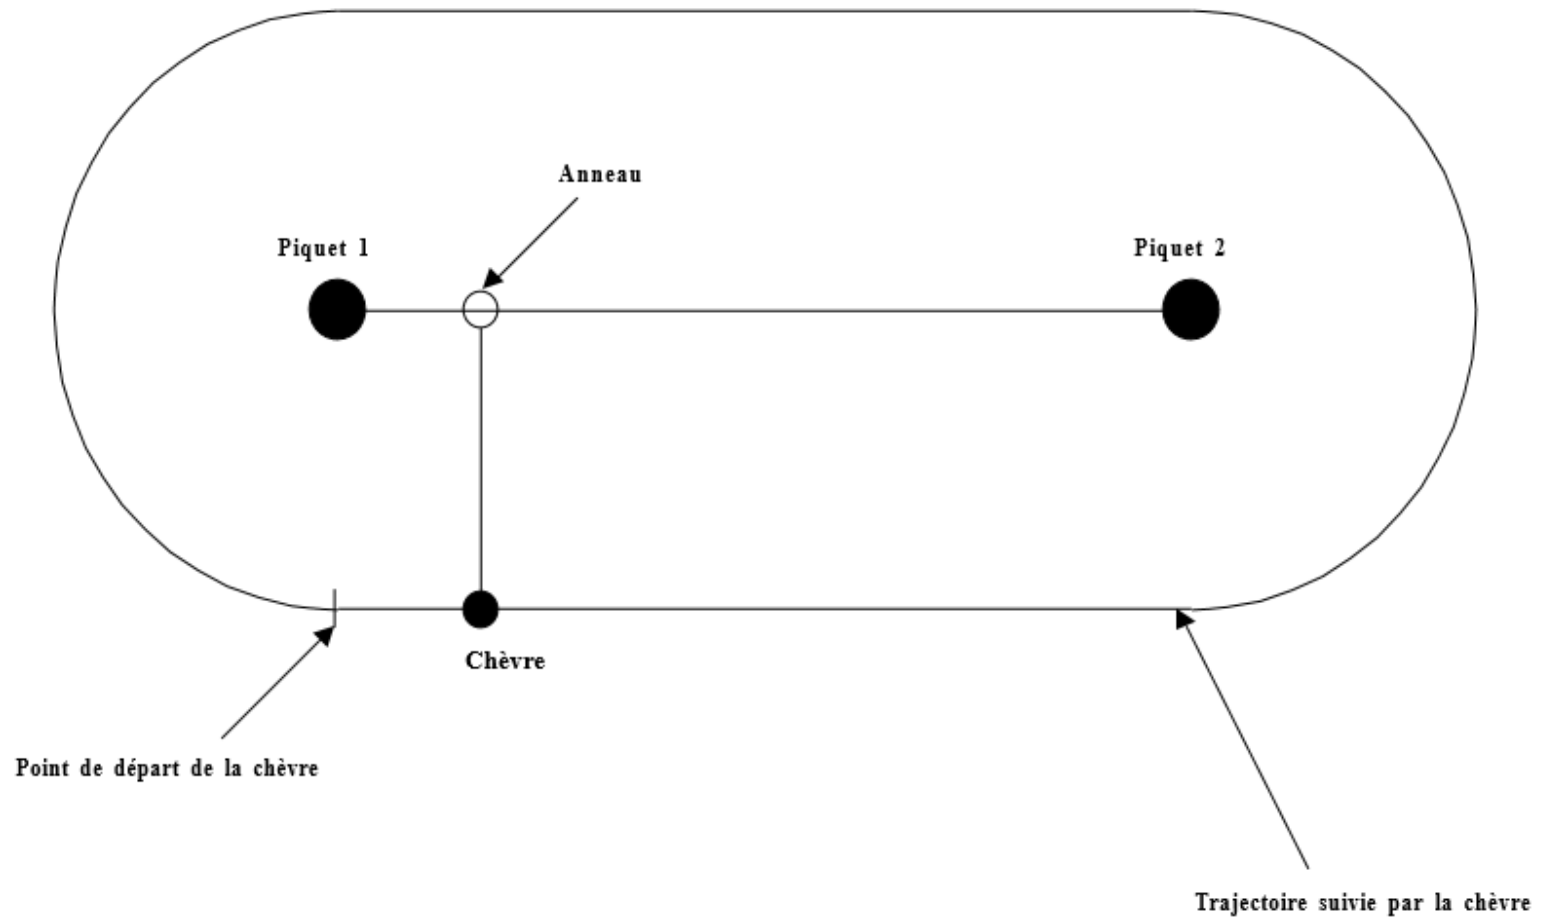 Anneau
Piquet 1
Piquet 2
Chèvre
Point de départ de la chèvre
Trajectoire suivie par la chèvre